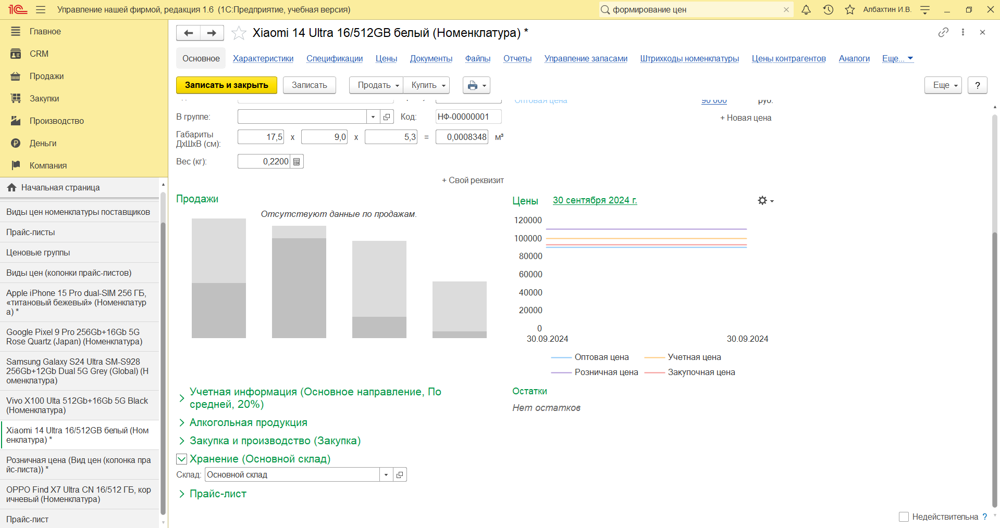 Управление нашей фирмой, редакция 1.6 (1С:Предприятие, учебная версия)
формирование цен
Албахтин И.В.
Главное
CRM
Продажи
Закупки
Производство
Деньги
Компания
Начальная страница
Виды цен номенклатуры поставщиков
Прайс-листы
Ценовые группы
Виды цен (колонки прайс-листов)
Apple iPhone 15 Pro dual-SIM 256 ГБ,
«титановый бежевый» (Номенклатур
а) *
Google Pixel 9 Pro 256Gb+16Gb 5G
Rose Quartz (Japan) (Номенклатура)
Samsung Galaxy S24 Ultra SM-S928
256Gb+12Gb Dual 5G Grey (Global) (Н
оменклатура)
Vivo X100 Ulta 512Gb+16Gb 5G Black
(Номенклатура)
Xiaomi 14 Ultra 16/512GB белый (Ном
енклатура) *
Розничная цена (Вид цен (колонка пра
йс-листа)) *
OPPO Find X7 Ultra CN 16/512 ГБ, кор
ичневый (Номенклатура)
Прайс-лист
Xiaomi 14 Ultra 16/512GB белый (Номенклатура) *
Основное Характеристики Спецификации Цены Документы Файлы Отчеты Управление запасами Штрихкоды номенклатуры Цены контрагентов Аналоги Еще...
Записать и закрыть Записать Продать Купить Еще ?
Оптовая цена 90 000 руб.
В группе: Код: НФ-00000001
+ Новая цена
Габариты
ДхШхВ (см): 17,5 x 9,0 x 5,3 = 0,0008348 м³
Вес (кг): 0,2200
+ Свой реквизит
Продажи
Отсутствуют данные по продажам.
Цены 30 сентября 2024 г.
120000
100000
80000
60000
40000
20000
0
30.09.2024 30.09.2024
Оптовая цена Учетная цена
Розничная цена Закупочная цена
Учетная информация (Основное направление, По
средней, 20%)
Алкогольная продукция
Закупка и производство (Закупка)
Хранение (Основной склад)
Склад: Основной склад
Прайс-лист
Остатки
Нет остатков
Недействительна ?